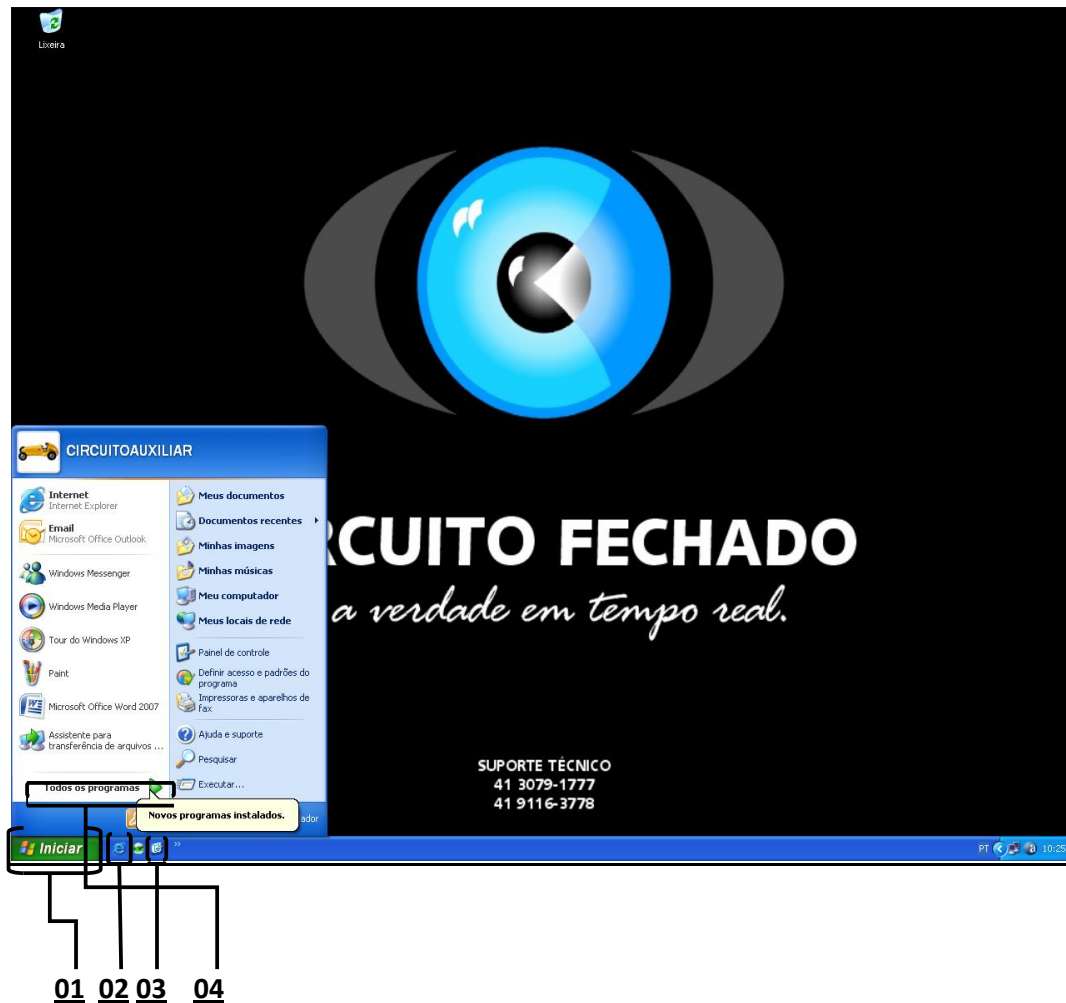 Lixeira
CIRCUITOAUXILIAR
Internet
Internet Explorer
Email
Microsoft Office Outlook
Windows Messenger
Windows Media Player
Tour do Windows XP
Paint
Microsoft Office Word 2007
Assistente para
transferência de arquivos ...
Todos os programas
Meus documentos
Documentos recentes
Minhas imagens
Minhas músicas
Meu computador
Meus locais de rede
Painel de controle
Definir acesso e padrões do
programa
Impressoras e aparelhos de
fax
Ajuda e suporte
Pesquisar
Executar...
Novos programas instalados.
RCUITO FECHADO
a verdade em tempo real.
SUPORTE TÉCNICO
41 3079-1777
41 9116-3778
Iniciar
PT
10:25
01 02 03 04